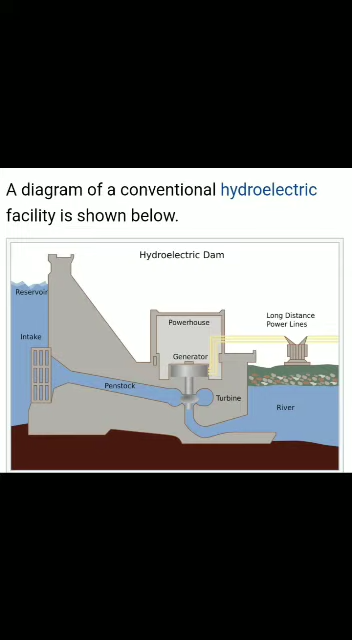 A diagram of a conventional hydroelectric
facility is shown below.
Hydroelectric Dam
Reservoir
Long Distance
Power Lines
Powerhouse
Intake
Generator
Penstock
Turbine
River